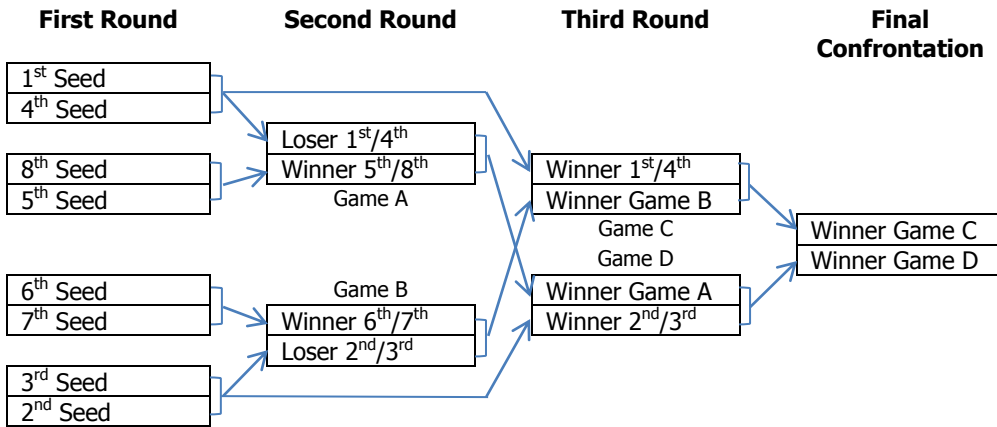 First Round
Second Round
Third Round
Final
Confrontation
1st Seed
4th Seed
8th Seed
5th Seed
6th Seed
7th Seed
3rd Seed
2nd Seed
Loser 1st/4th
Winner 5th/8th
Game A
Game B
Winner 6th/7th
Loser 2nd/3rd
Winner 1st/4th
Winner Game B
Game C
Game D
Winner Game A
Winner 2nd/3rd
Winner Game C
Winner Game D